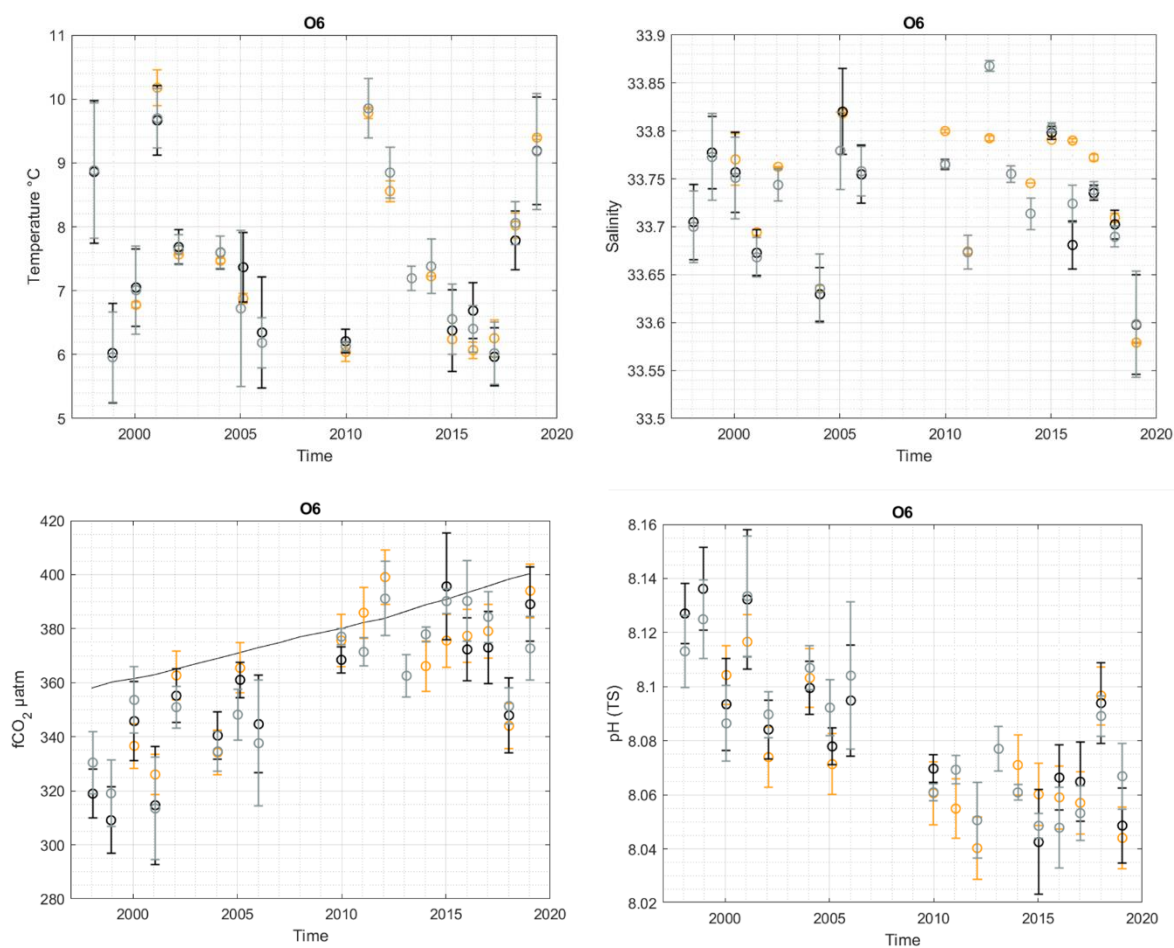 O6
11
10
9
8
7
6
5
Temperature °C
2000 2005 2010 2015 2020
Time
O6
33.9
33.85
33.8
33.75
33.7
33.65
33.6
33.55
33.5
Salinity
2000 2005 2010 2015 2020
Time
O6
420
400
380
360
340
320
300
280
fCO₂ µatm
2000 2005 2010 2015 2020
Time
O6
8.16
8.14
8.12
8.1
8.08
8.06
8.04
8.02
pH (TS)
2000 2005 2010 2015 2020
Time